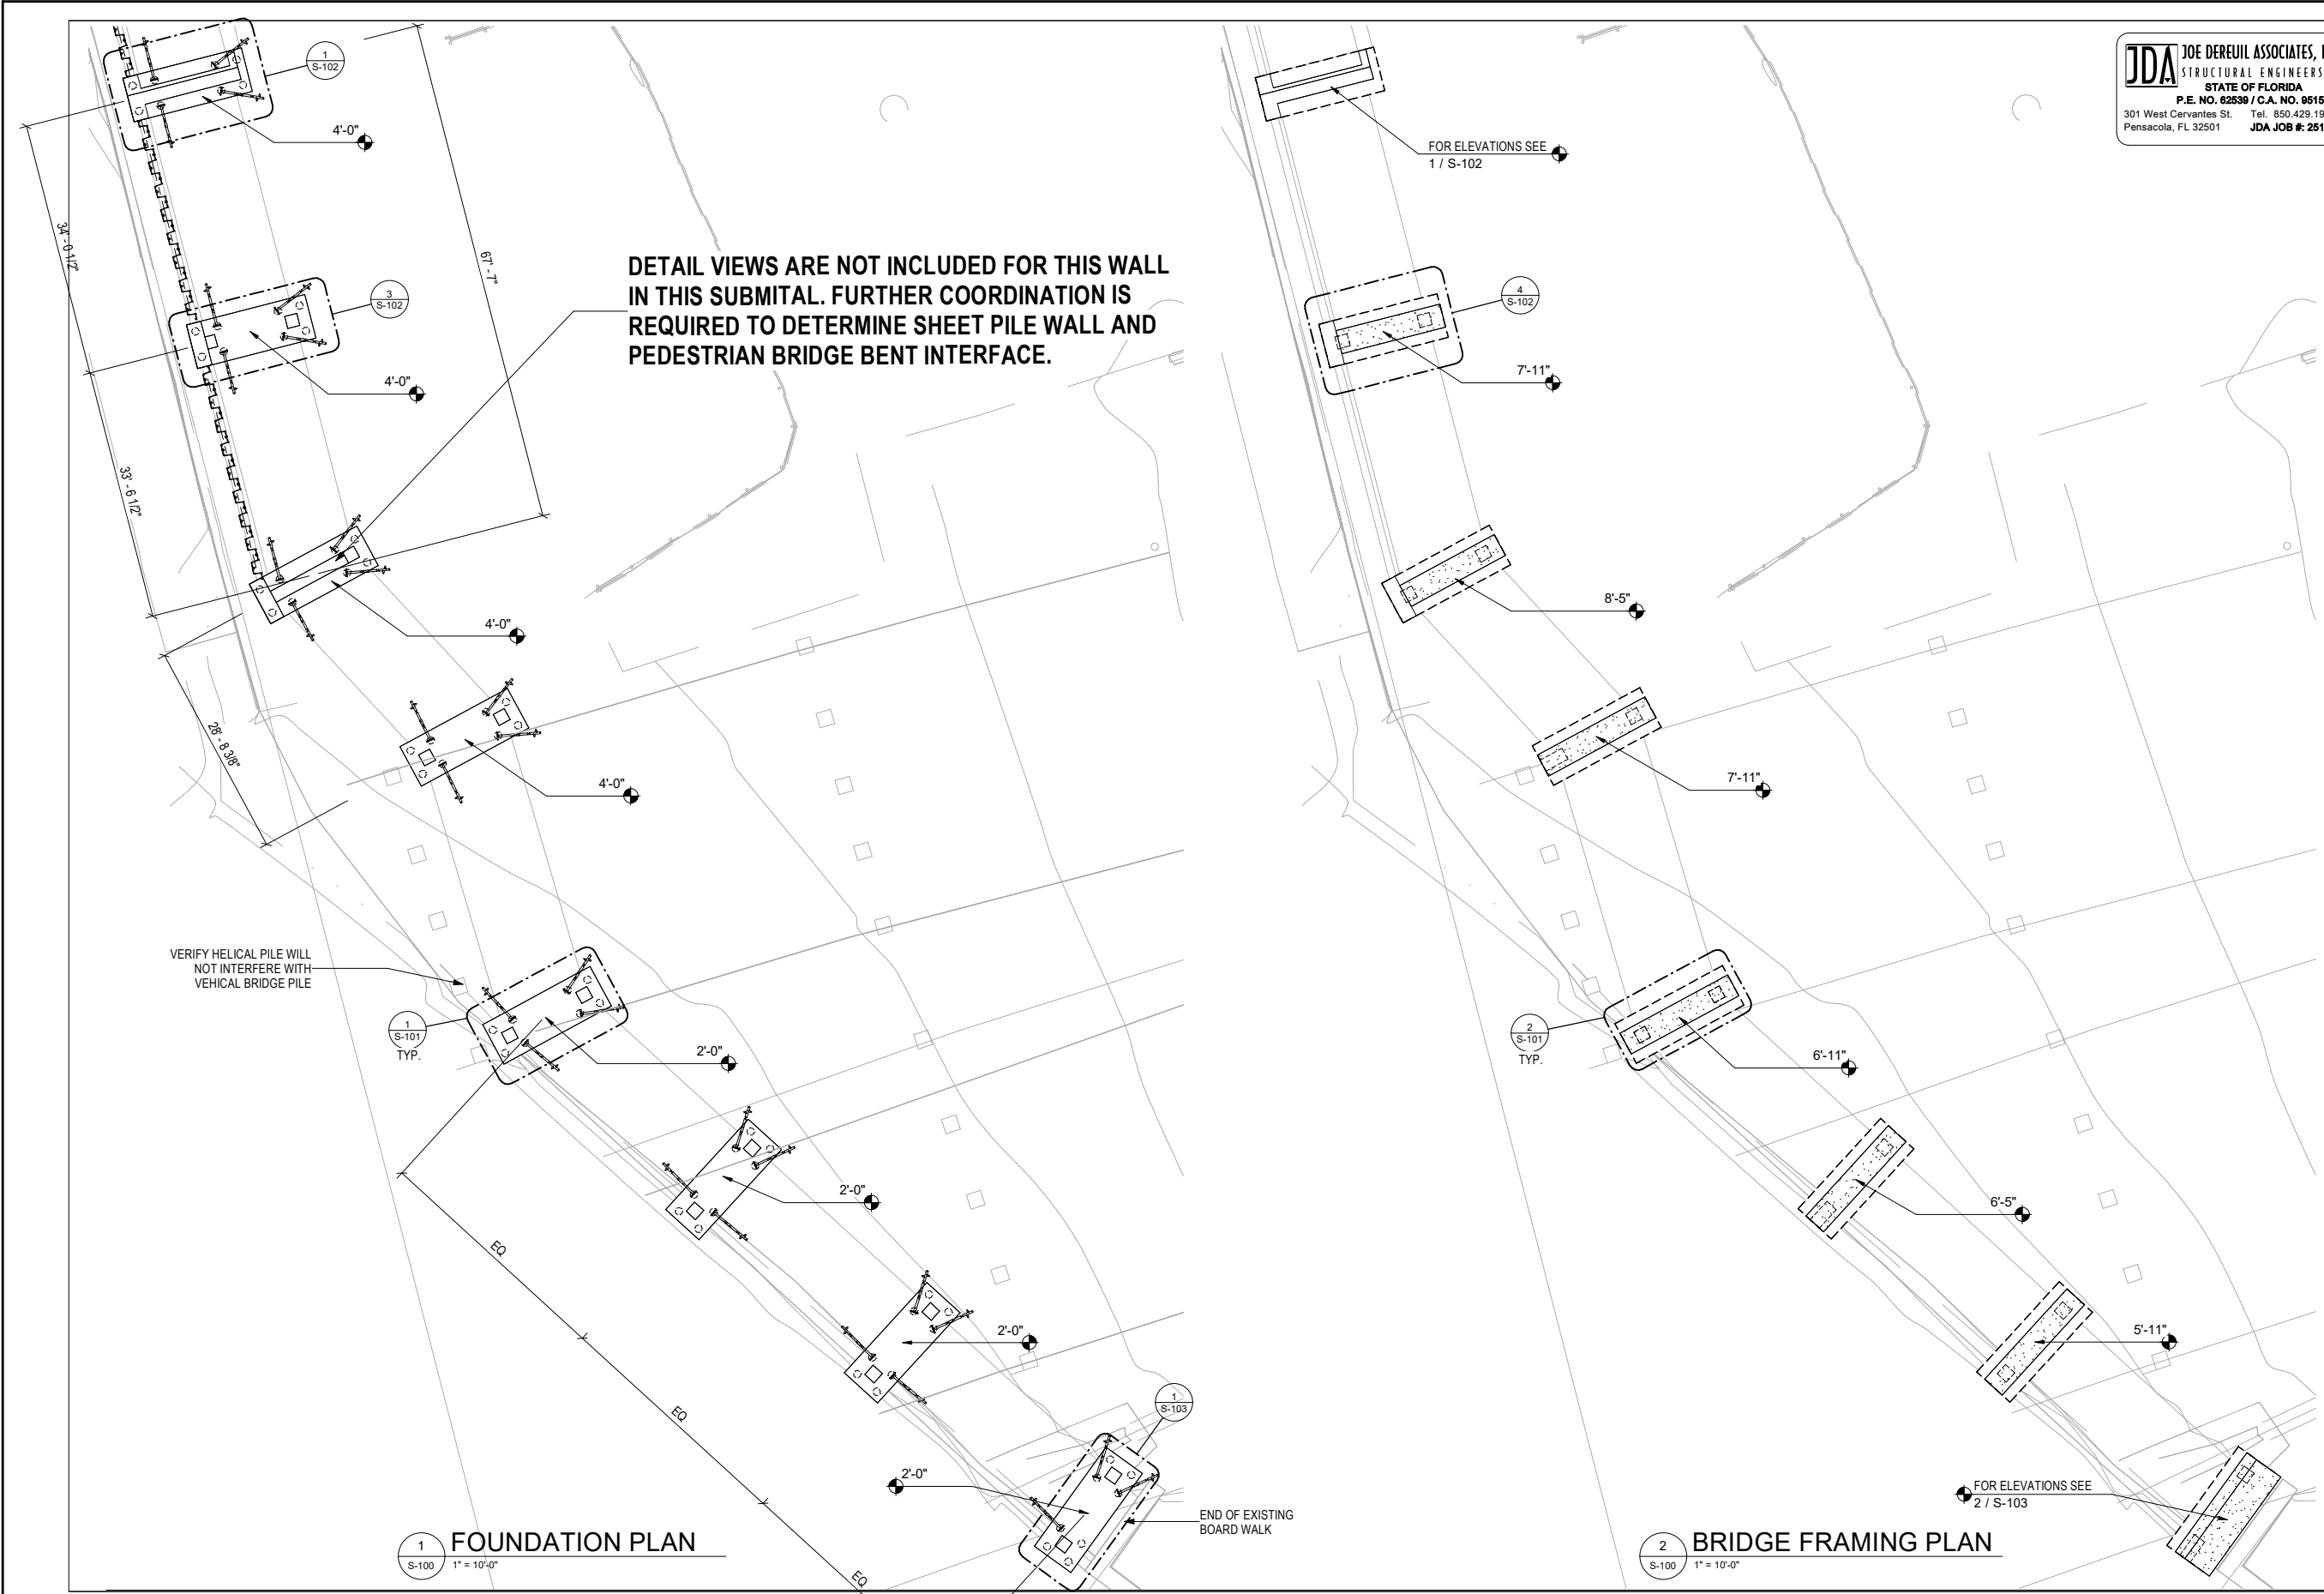 1
S-102
4'-0"
34' - 0 1/2"
67' - 7"
DETAIL VIEWS ARE NOT INCLUDED FOR THIS WALL
IN THIS SUBMITAL. FURTHER COORDINATION IS
REQUIRED TO DETERMINE SHEET PILE WALL AND
PEDESTRIAN BRIDGE BENT INTERFACE.
3
S-102
4'-0"
33' - 6 1/2"
4'-0"
28' - 8 3/8"
4'-0"
VERIFY HELICAL PILE WILL
NOT INTERFERE WITH
VEHICAL BRIDGE PILE
1
S-101
TYP.
2'-0"
2'-0"
EQ
2'-0"
EQ
1
S-103
2'-0"
END OF EXISTING
BOARD WALK
EQ
1
S-100
FOUNDATION PLAN
1" = 10'-0"
FOR ELEVATIONS SEE
1 / S-102
4
S-102
7'-11"
8'-5"
7'-11"
2
S-101
TYP.
6'-11"
6'-5"
5'-11"
FOR ELEVATIONS SEE
2 / S-103
2
S-100
BRIDGE FRAMING PLAN
1" = 10'-0"
JDA
JOE DEREUIL ASSOCIATES,
STRUCTURAL ENGINEERS
STATE OF FLORIDA
P.E. NO. 62539 / C.A. NO. 9515
301 West Cervantes St. Tel. 850.429.19
Pensacola, FL 32501 JDA JOB #: 251